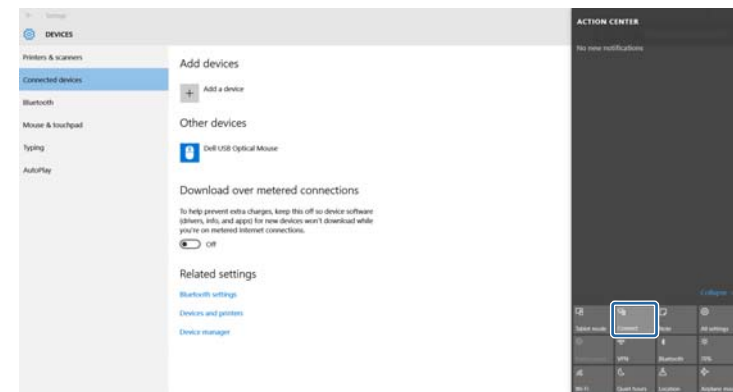 Settings
DEVICES
Printers & scanners
Connected devices
Bluetooth
Mouse & touchpad
Typing
AutoPlay
Add devices
Add a device
Other devices
Dell USB Optical Mouse
Download over metered connections
To help prevent extra charges, keep this off so device software
(drivers, info, and apps) for new devices won't download while
you're on metered Internet connections.
Off
Related settings
Bluetooth settings
Devices and printers
Device manager
ACTION CENTER
No new notifications
Collapse
Tablet mode Connect Note All settings
VPN Bluetooth 70%
Wi-Fi Quiet hours Location Airplane mo